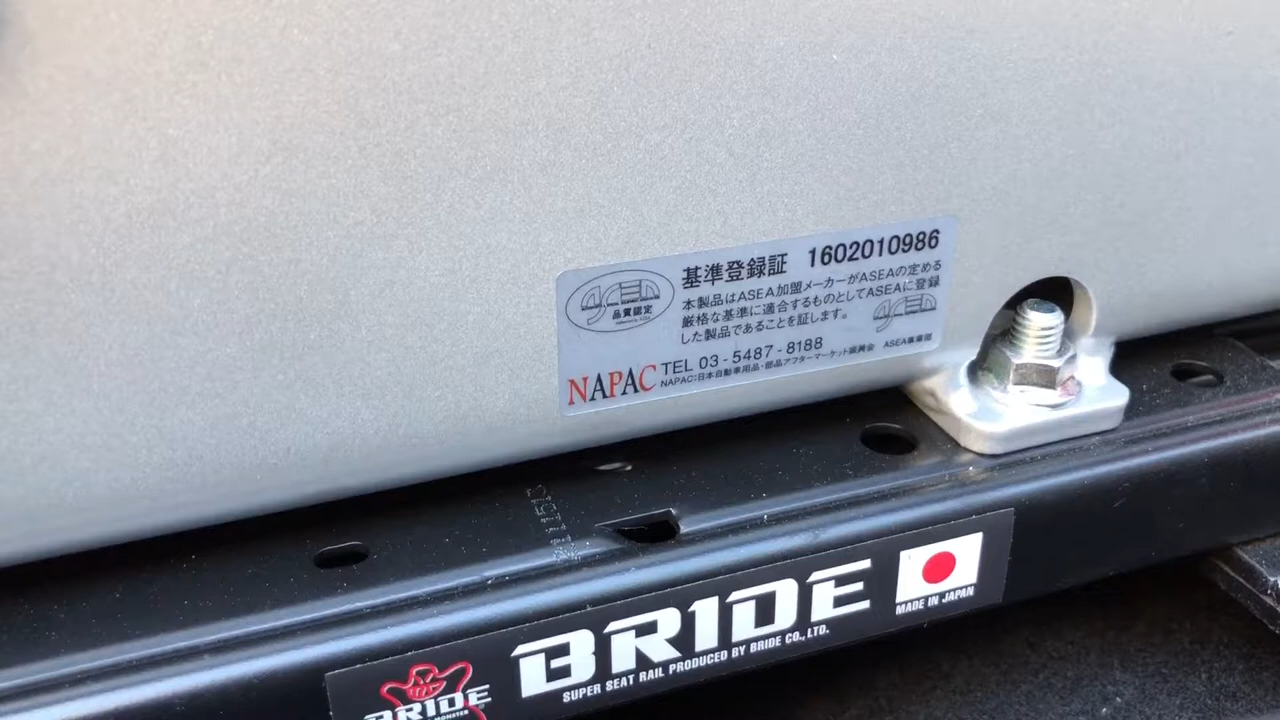 基準登録証 1602010986
本製品はASEA加盟メーカーがASEAの定める
厳格な基準に適合するものとしてASEAに登録
した製品であることを証します。
品質認定
ASEA事業部
NAPAC TEL 03-5487-8188
NAPAC:日本自動車用品・部品アフターマーケット振興会
BRIDE
SUPER SEAT RAIL PRODUCED BY BRIDE CO., LTD.
MADE IN JAPAN
BRIDE
MONSTER